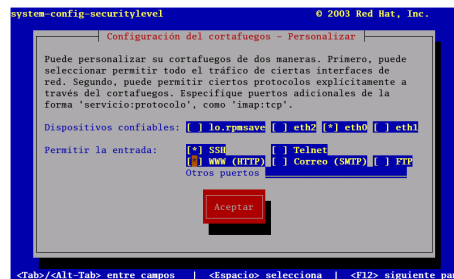 system-config-securitylevel © 2003 Red Hat, Inc.
Configuración del cortafuegos - Personalizar
Puede personalizar su cortafuegos de dos maneras. Primero, puede
seleccionar permitir todo el tráfico de ciertas interfaces de
red. Segundo, puede permitir ciertos protocolos explícitamente a
través del cortafuegos. Especifique puertos adicionales de la
forma 'servicio:protocolo', como 'imap:tcp'.
Dispositivos confiables: [ ] lo.rpmsave [ ] eth2 [*] eth0 [ ] eth1
Permitir la entrada: [*] SSH [ ] Telnet
[ ] WWW (HTTP) [ ] Correo (SMTP) [ ] FTP
Otros puertos
Aceptar
<Tab>/<Alt-Tab> entre campos | <Espacio> selecciona | <F12> siguiente pan